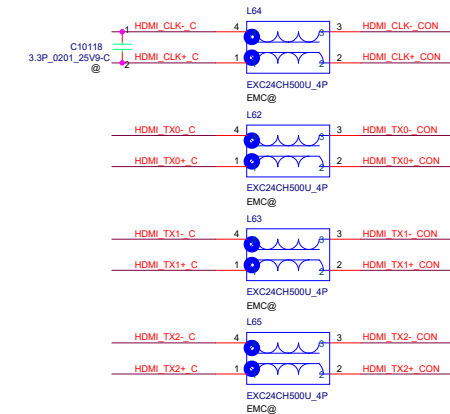 L64
1 HDMI_CLK-_C 4 3 HDMI_CLK-_CON
C10118
3.3P_0201_25V9-C
@
2 HDMI_CLK+_C 1 2 HDMI_CLK+_CON
EXC24CH500U_4P
EMC@
L62
HDMI_TX0-_C 4 3 HDMI_TX0-_CON
HDMI_TX0+_C 1 2 HDMI_TX0+_CON
EXC24CH500U_4P
EMC@
L63
HDMI_TX1-_C 4 3 HDMI_TX1-_CON
HDMI_TX1+_C 1 2 HDMI_TX1+_CON
EXC24CH500U_4P
EMC@
L65
HDMI_TX2-_C 4 3 HDMI_TX2-_CON
HDMI_TX2+_C 1 2 HDMI_TX2+_CON
EXC24CH500U_4P
EMC@